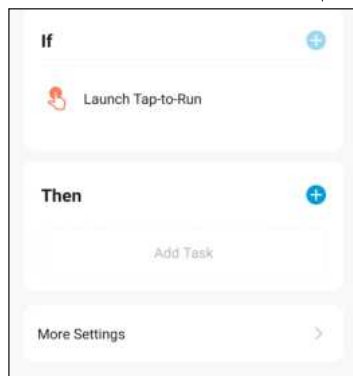 If
Launch Tap-to-Run
Then
Add Task
More Settings